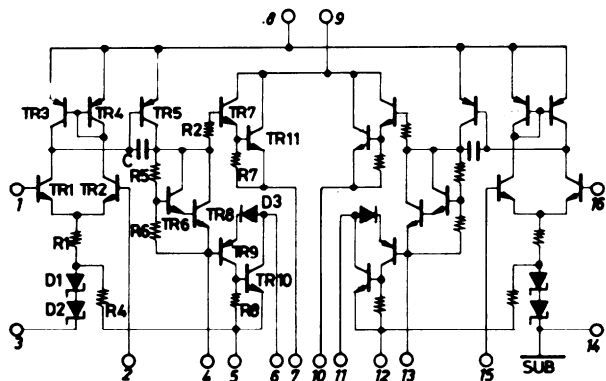 8 9
TR3 TR4 TR5 R2 TR7
TR11
C
R5 R7
TR1 TR2 D3
1 16
TR6 TR8
R1 R6
TR9
D1 TR10
D2 R4 R8
3 14
2 4 5 6 7 10 11 12 13 15 SUB